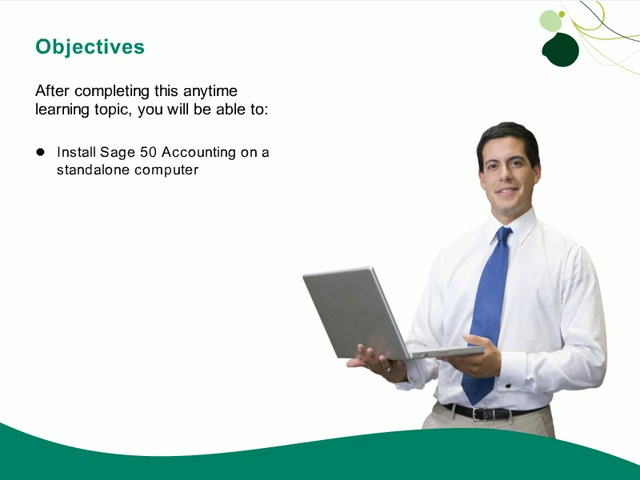 Objectives
After completing this anytime
learning topic, you will be able to:
● Install Sage 50 Accounting on a
standalone computer